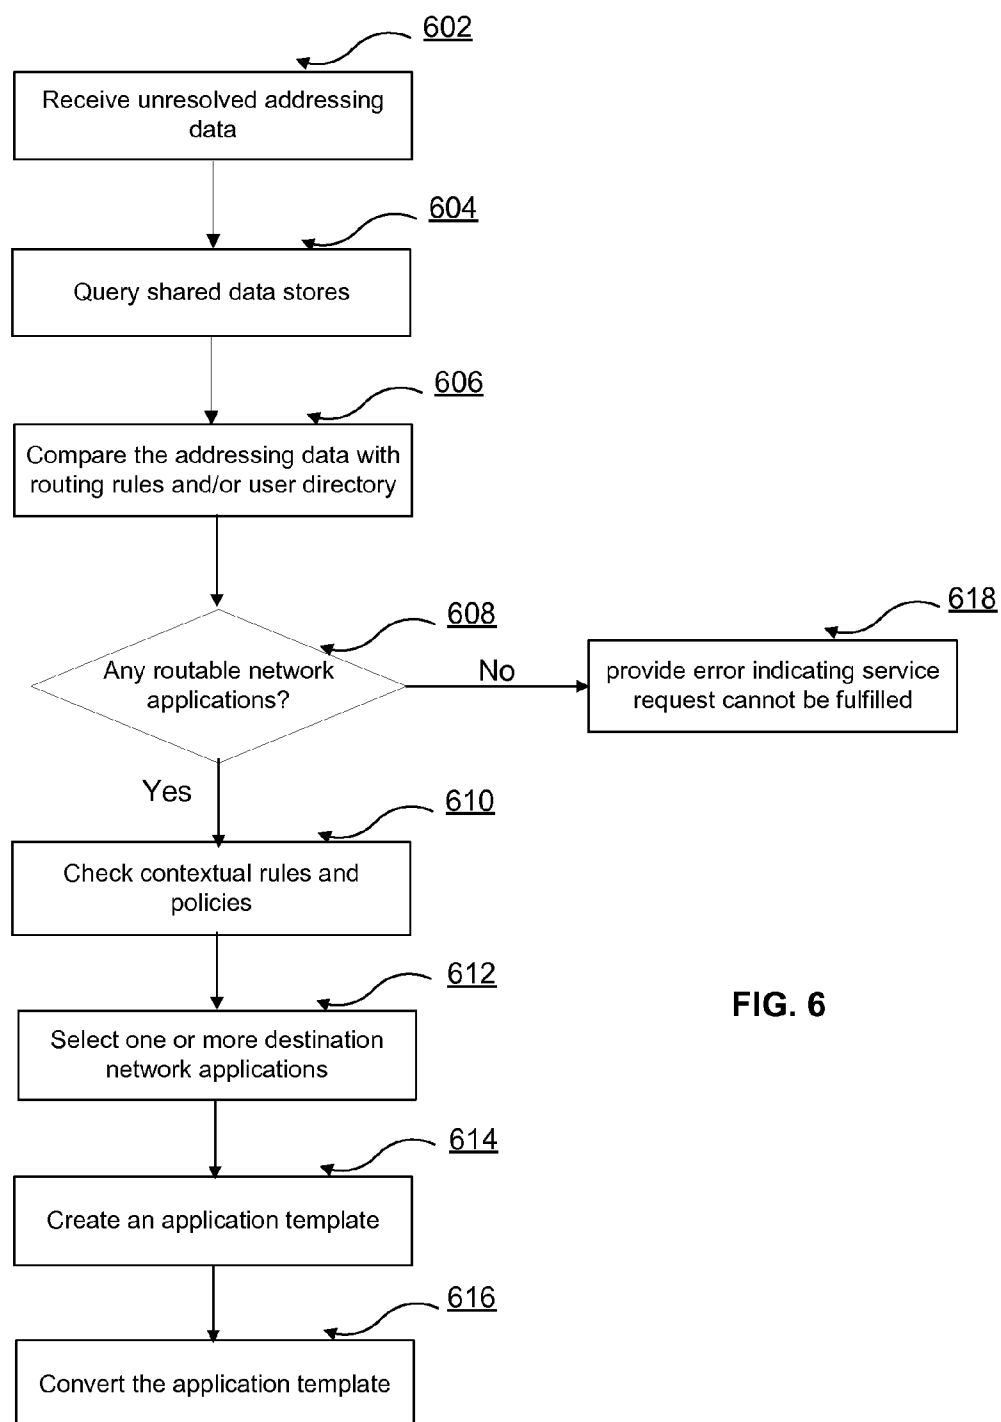 602
Receive unresolved addressing
data
604
Query shared data stores
606
Compare the addressing data with
routing rules and/or user directory
608
Any routable network
applications?
No
618
provide error indicating service
request cannot be fulfilled
Yes
610
Check contextual rules and
policies
612
Select one or more destination
network applications
FIG. 6
614
Create an application template
616
Convert the application template